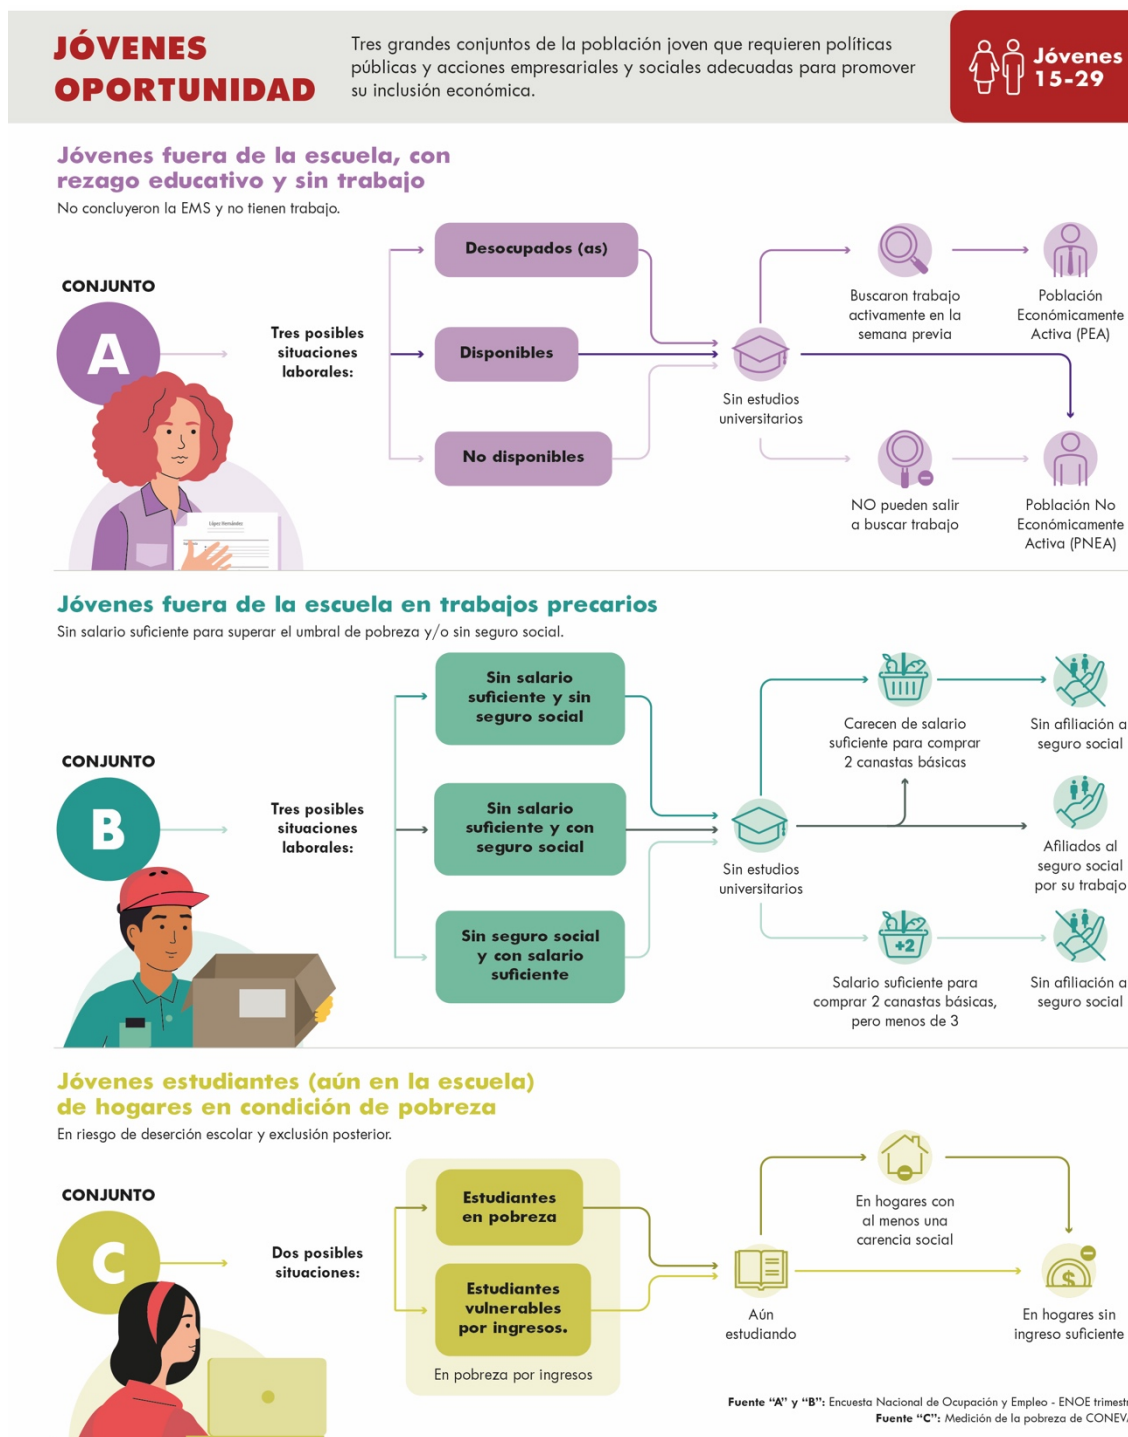 JÓVENES
OPORTUNIDAD
Tres grandes conjuntos de la población joven que requieren políticas
públicas y acciones empresariales y sociales adecuadas para promover
su inclusión económica.
Jóvenes
15-29
Jóvenes fuera de la escuela, con
rezago educativo y sin trabajo
No concluyeron la EMS y no tienen trabajo.
CONJUNTO
A
Tres posibles
situaciones
laborales:
Desocupados (as)
Disponibles
No disponibles
Sin estudios
universitarios
Buscaron trabajo
activamente en la
semana previa
Población
Económicamente
Activa (PEA)
NO pueden salir
a buscar trabajo
Población No
Económicamente
Activa (PNEA)
López Hernández
Jóvenes fuera de la escuela en trabajos precarios
Sin salario suficiente para superar el umbral de pobreza y/o sin seguro social.
CONJUNTO
B
Tres posibles
situaciones
laborales:
Sin salario
suficiente y sin
seguro social
Sin salario
suficiente y con
seguro social
Sin seguro social
y con salario
suficiente
Sin estudios
universitarios
Carecen de salario
suficiente para comprar
2 canastas básicas
Sin afiliación a
seguro social
Afiliados al
seguro social
por su trabajo
+2
Salario suficiente para
comprar 2 canastas básicas,
pero menos de 3
Sin afiliación a
seguro social
Jóvenes estudiantes (aún en la escuela)
de hogares en condición de pobreza
En riesgo de deserción escolar y exclusión posterior.
CONJUNTO
C
Dos posibles
situaciones:
Estudiantes
en pobreza
Estudiantes
vulnerables
por ingresos.
En pobreza por ingresos
Aún
estudiando
En hogares con
al menos una
carencia social
$
En hogares sin
ingreso suficiente
Fuente “A” y “B”: Encuesta Nacional de Ocupación y Empleo - ENOE
Fuente “C”: Medición de la pobreza de